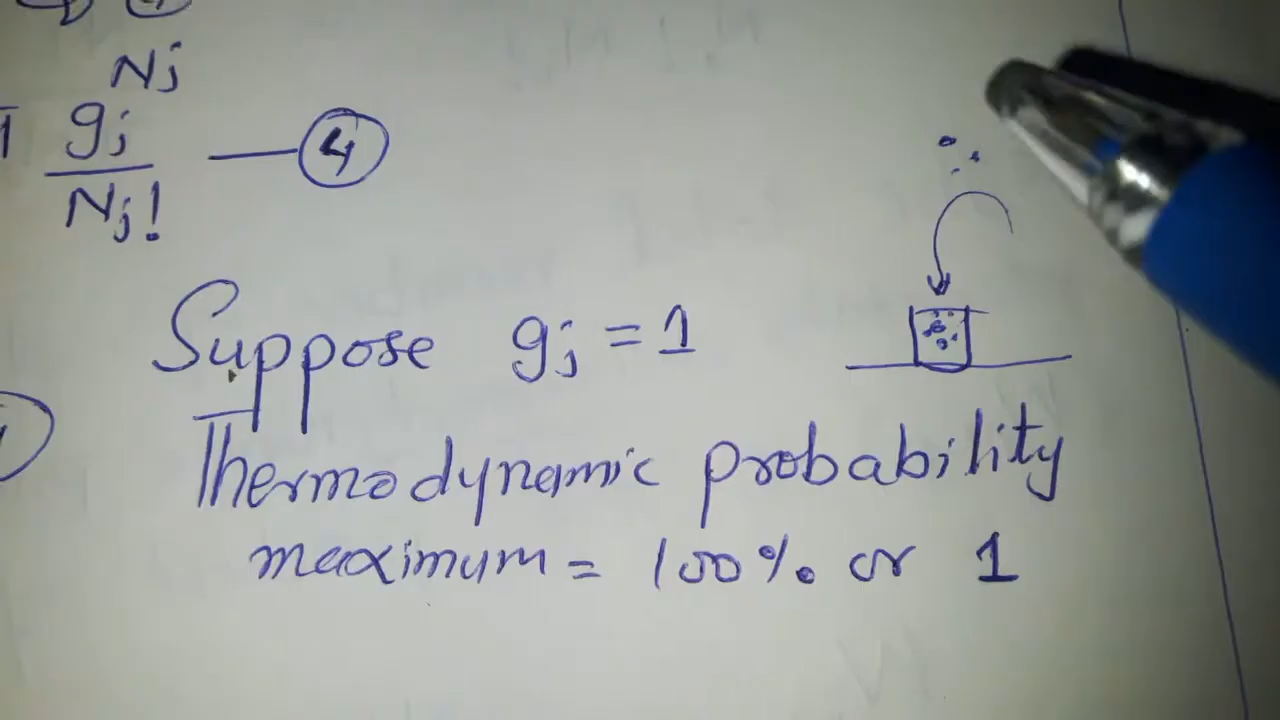 Nj
gj — 4
Nj!
Suppose gj = 1
Thermodynamic probability
maximum = 100% or 1